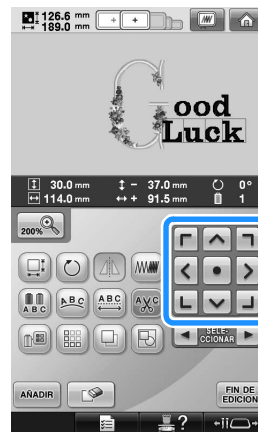 126.6 mm
189.0 mm
Good
Luck
30.0 mm - 37.0 mm 0°
114.0 mm + 91.5 mm 1
200%
A B C ABC ABC AXC
AÑADIR
SELE-
CCIONAR
FIN DE
EDICION
?